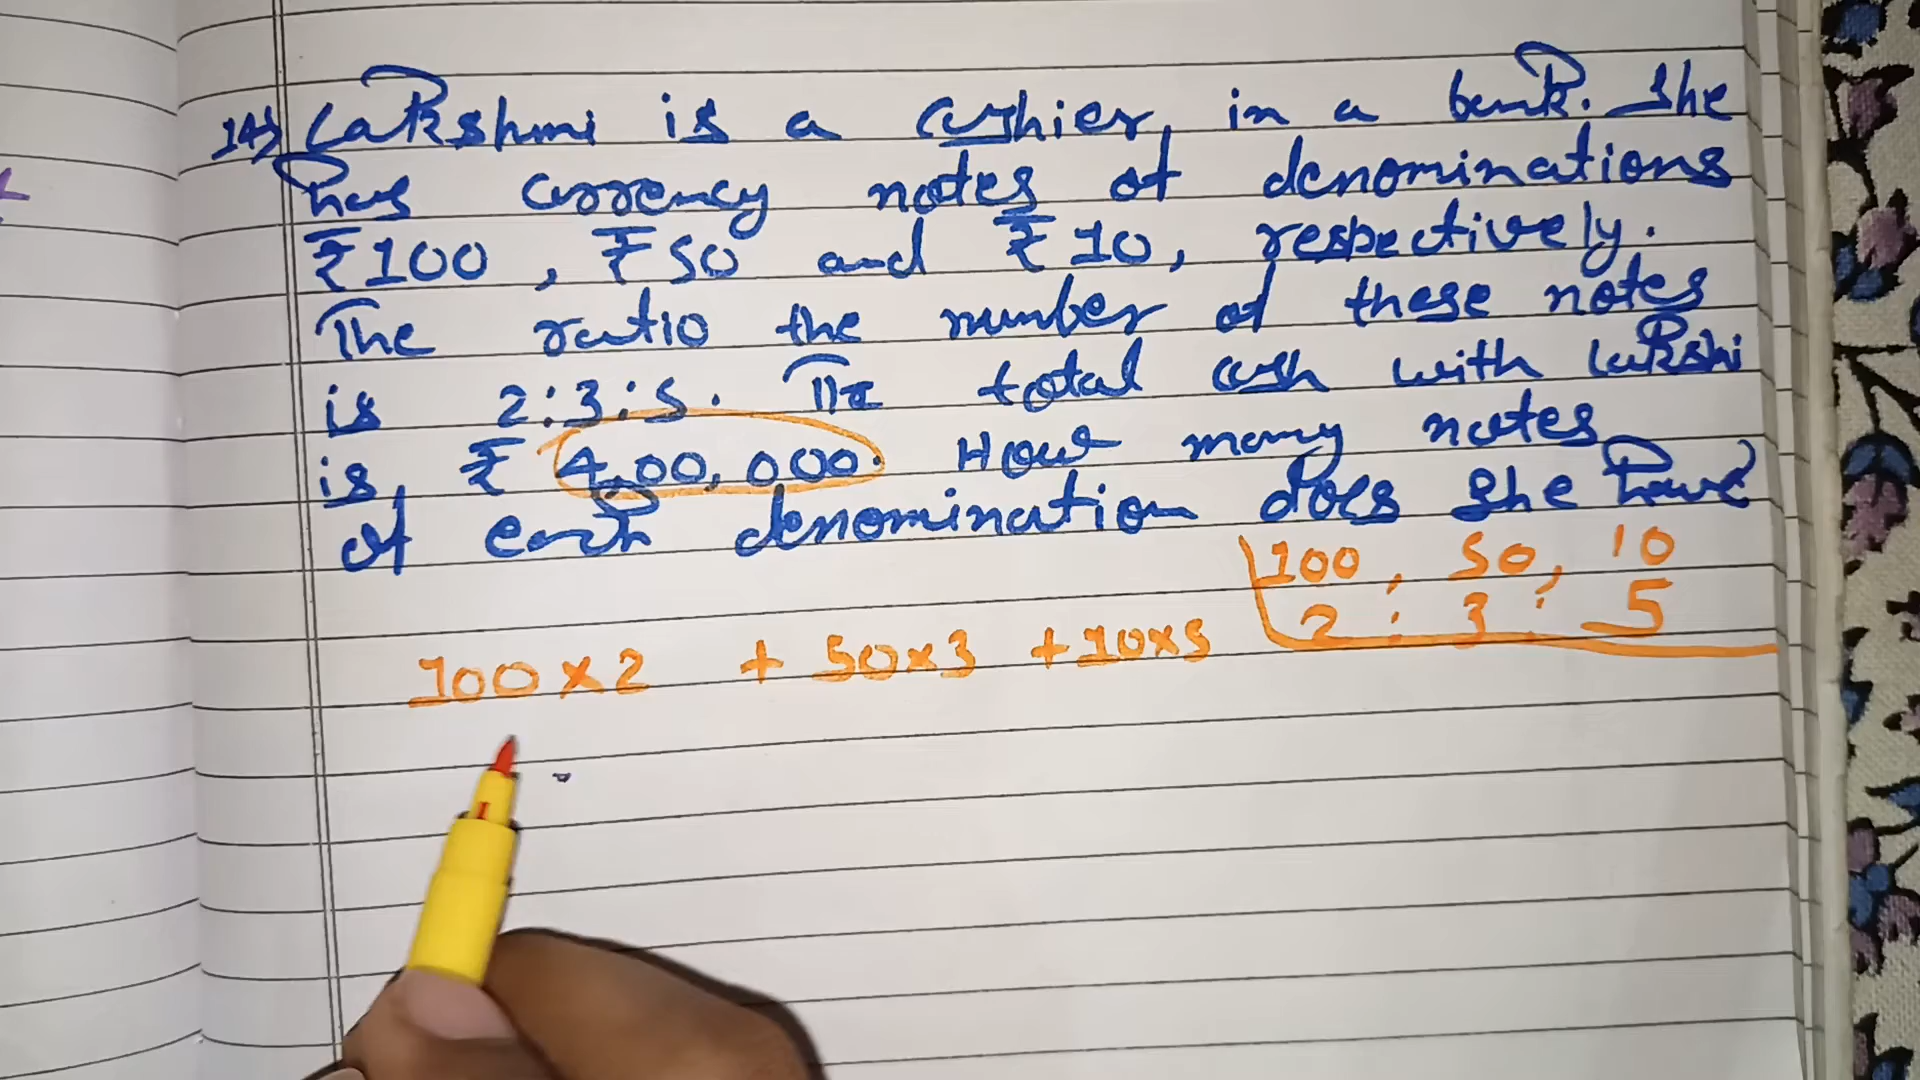 14) Lakshmi is a cashier, in a bank. She
has currency notes of denominations
₹100, ₹50 and ₹10, respectively.
The ratio the number of these notes
is 2:3:5. The total cash with Lakshi
is, ₹ 4,00,000. How many notes
of each denomination does she have
100, 50, 10
2 : 3 : 5
100×2 + 50×3 + 10×5